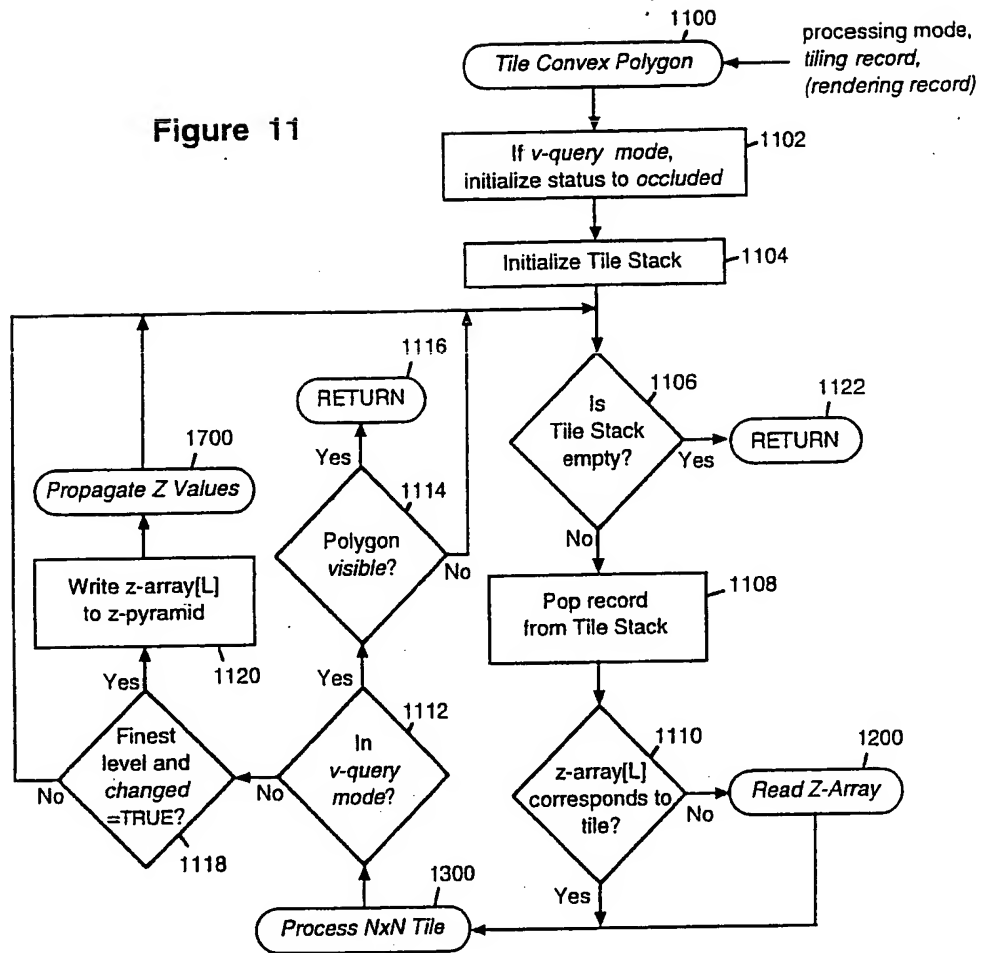 1100
Tile Convex Polygon
processing mode,
tiling record,
(rendering record)
Figure 11
1102
If v-query mode,
initialize status to occluded
Initialize Tile Stack
1104
1116
RETURN
1106
Is
Tile Stack
empty?
Yes
1122
RETURN
No
1700
Propagate Z Values
Yes
1114
Polygon
visible?
No
Write z-array[L]
to z-pyramid
1120
1108
Pop record
from Tile Stack
Yes
Finest
level and
changed
=TRUE?
No
1118
Yes
1112
In
v-query
mode?
No
1110
z-array[L]
corresponds to
tile?
No
Yes
1200
Read Z-Array
1300
Process NxN Tile